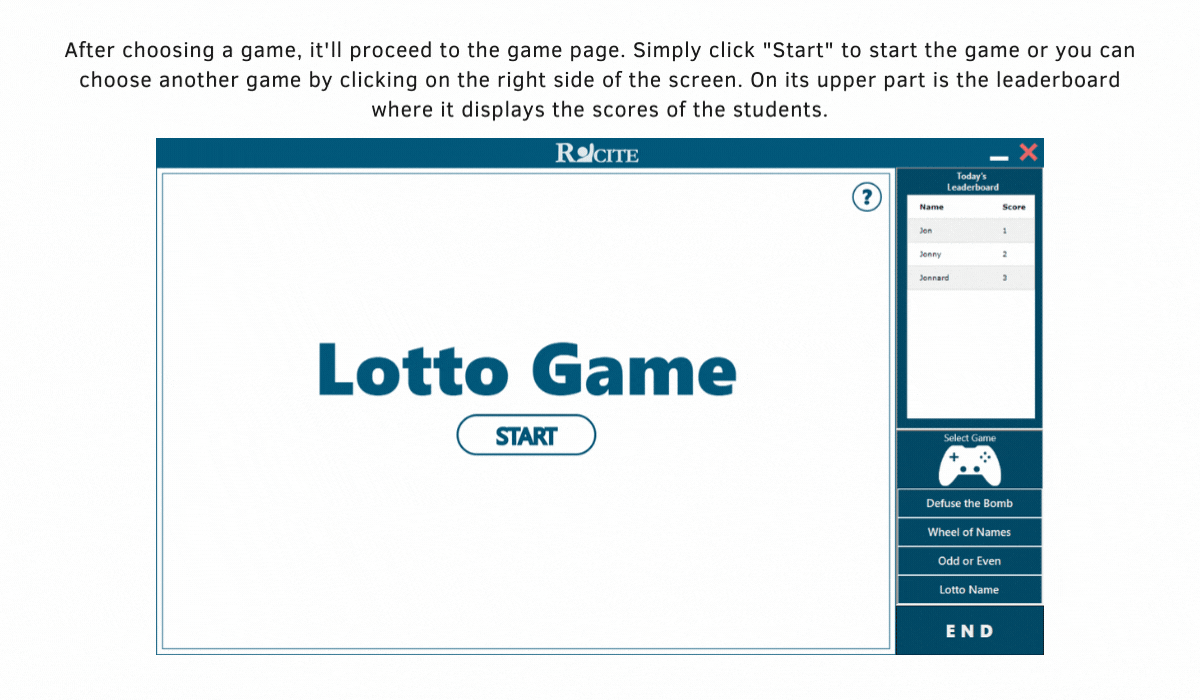 After choosing a game, it'll proceed to the game page. Simply click "Start" to start the game or you can
choose another game by clicking on the right side of the screen. On its upper part is the leaderboard
where it displays the scores of the students.
ROCITE
?
Today's
Leaderboard
Name Score
Jon 1
Jonny 2
Jonnard 3
Lotto Game
START
Select Game
Defuse the Bomb
Wheel of Names
Odd or Even
Lotto Name
END